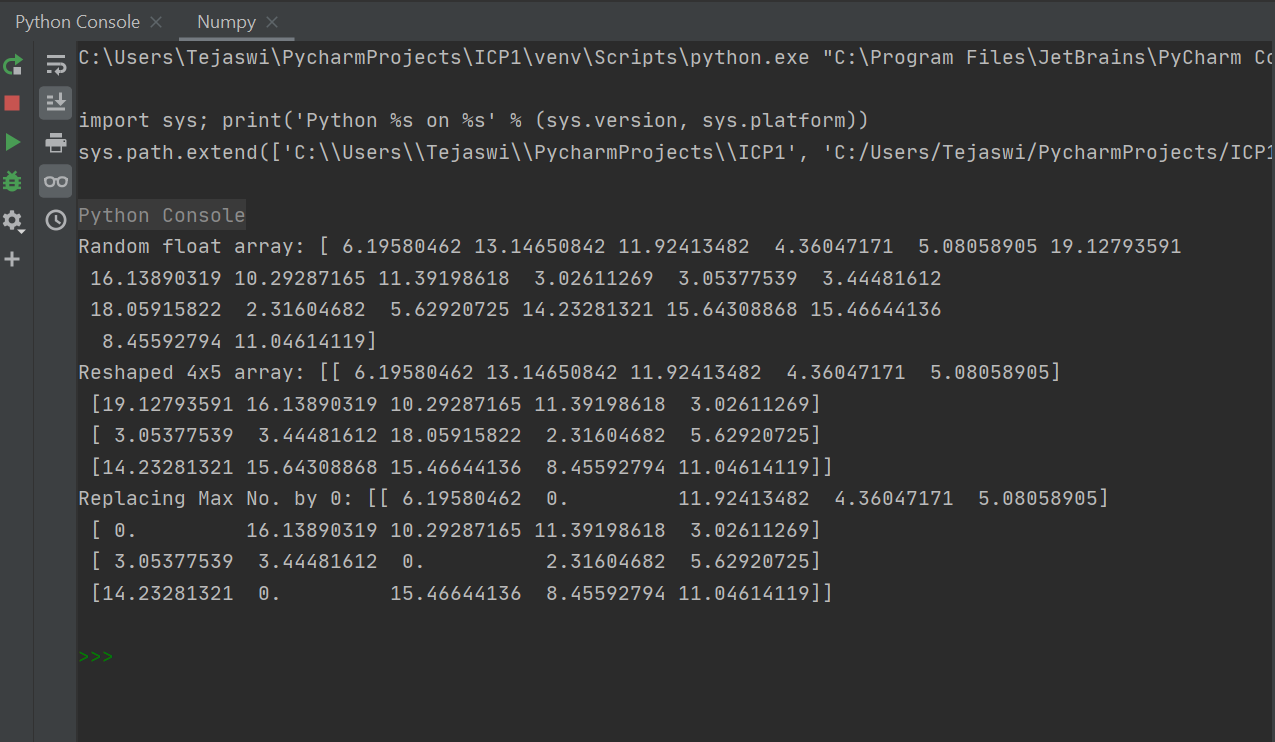 Python Console Numpy
C:\Users\Tejaswi\PycharmProjects\ICP1\venv\Scripts\python.exe "C:\Program Files\JetBrains\PyCharm Co
import sys; print('Python %s on %s' % (sys.version, sys.platform))
sys.path.extend(['C:\\Users\\Tejaswi\\PycharmProjects\\ICP1', 'C:/Users/Tejaswi/PycharmProjects/ICP1
Python Console
Random float array: [ 6.19580462 13.14650842 11.92413482  4.36047171  5.08058905 19.12793591
 16.13890319 10.29287165 11.39198618  3.02611269  3.05377539  3.44481612
 18.05915822  2.31604682  5.62920725 14.23281321 15.64308868 15.46644136
  8.45592794 11.04614119]
Reshaped 4x5 array: [[ 6.19580462 13.14650842 11.92413482  4.36047171  5.08058905]
 [19.12793591 16.13890319 10.29287165 11.39198618  3.02611269]
 [ 3.05377539  3.44481612 18.05915822  2.31604682  5.62920725]
 [14.23281321 15.64308868 15.46644136  8.45592794 11.04614119]]
Replacing Max No. by 0: [[ 6.19580462  0.         11.92413482  4.36047171  5.08058905]
 [ 0.         16.13890319 10.29287165 11.39198618  3.02611269]
 [ 3.05377539  3.44481612  0.          2.31604682  5.62920725]
 [14.23281321  0.         15.46644136  8.45592794 11.04614119]]
>>>